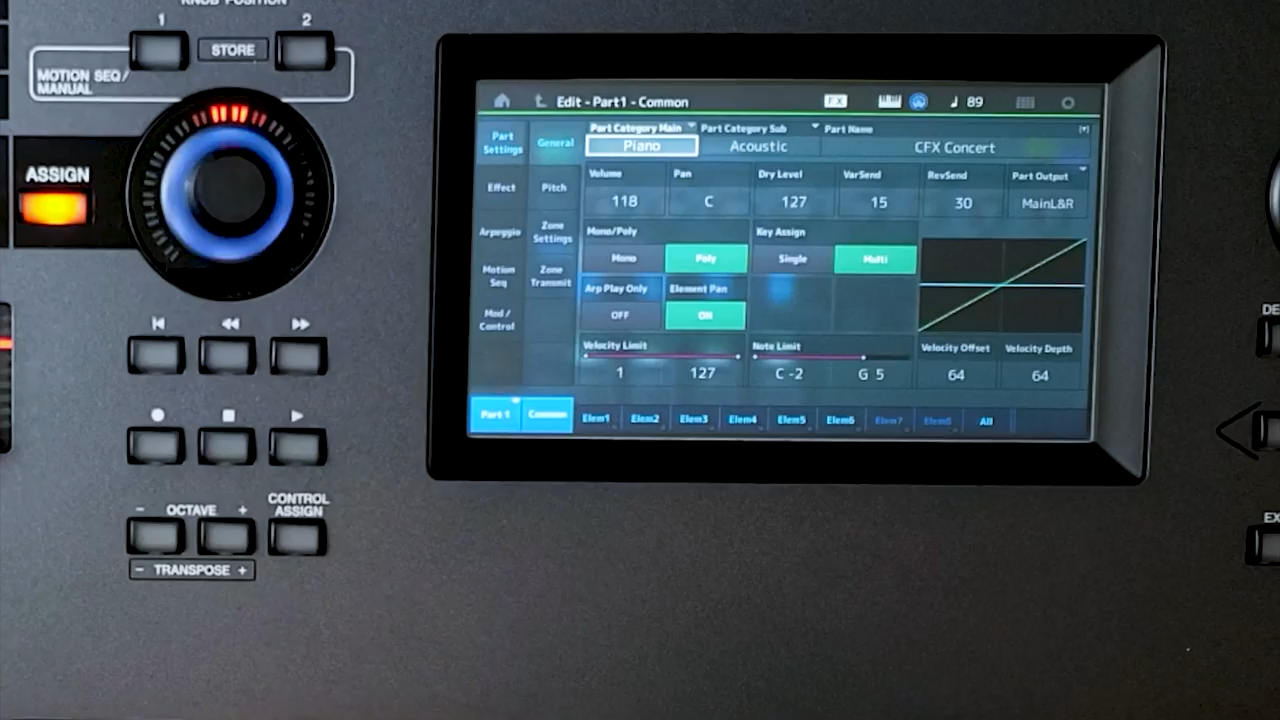 KNOB POSITION
1 STORE 2
MOTION SEQ/
MANUAL
ASSIGN
- OCTAVE +
CONTROL
ASSIGN
- TRANSPOSE +
Edit - Part1 - Common
FX
89
Part
Settings
General
Effect
Pitch
Arpeggio
Zone
Settings
Motion
Seq
Zone
Transmit
Mod /
Control
Part Category Main Part Category Sub Part Name
Piano Acoustic CFX Concert
Volume Pan Dry Level VarSend RevSend Part Output
118 C 127 15 30 MainL&R
Mono/Poly Key Assign
Mono Poly Single Multi
Arp Play Only Element Pan
OFF ON
Velocity Limit Note Limit Velocity Offset Velocity Depth
1 127 C -2 G 5 64 64
Part 1 Common Elem1 Elem2 Elem3 Elem4 Elem5 Elem6 Elem7 Elem8 All
DE
EX